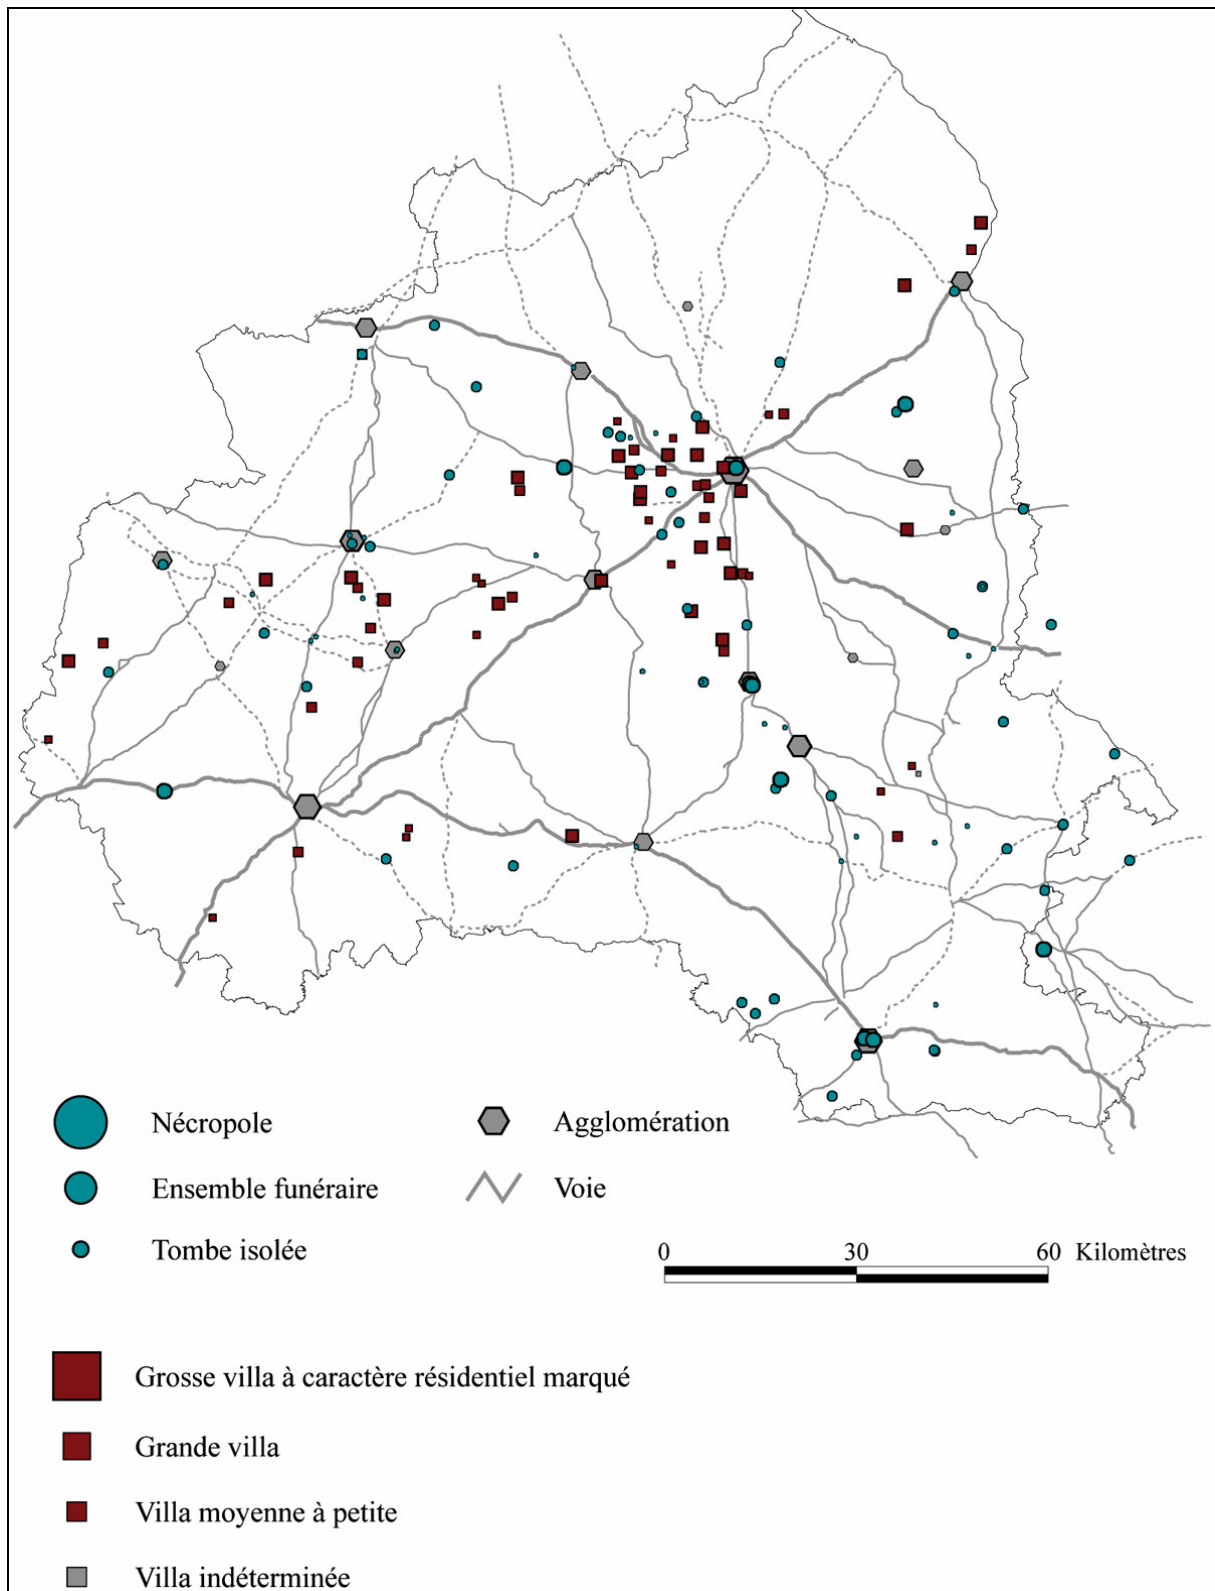 Nécropole
Agglomération
Ensemble funéraire
Voie
Tombe isolée
0 30 60 Kilomètres
Grosse villa à caractère résidentiel marqué
Grande villa
Villa moyenne à petite
Villa indéterminée